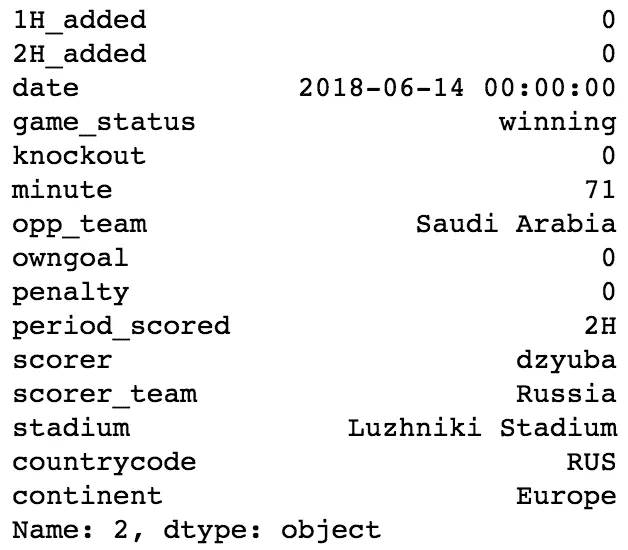 1H_added 0
2H_added 0
date 2018-06-14 00:00:00
game_status winning
knockout 0
minute 71
opp_team Saudi Arabia
owngoal 0
penalty 0
period_scored 2H
scorer dzyuba
scorer_team Russia
stadium Luzhniki Stadium
countrycode RUS
continent Europe
Name: 2, dtype: object